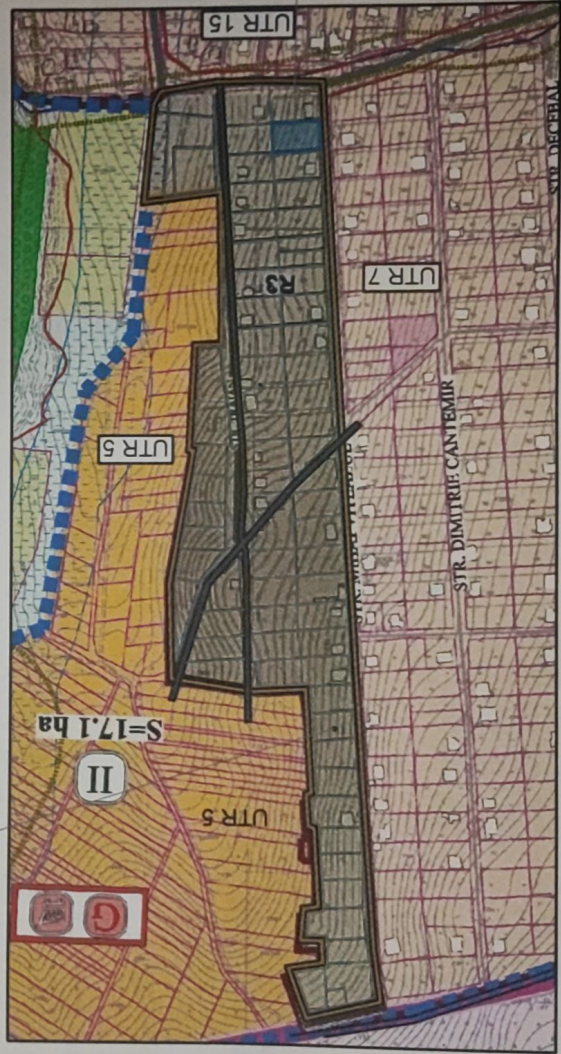 UTR 15
STR. DECEBAL
R3
UTR 7
UTR 5
STR. DIMITRIE CANTEMIR
S=17.1 ha
II
UTR 5
G